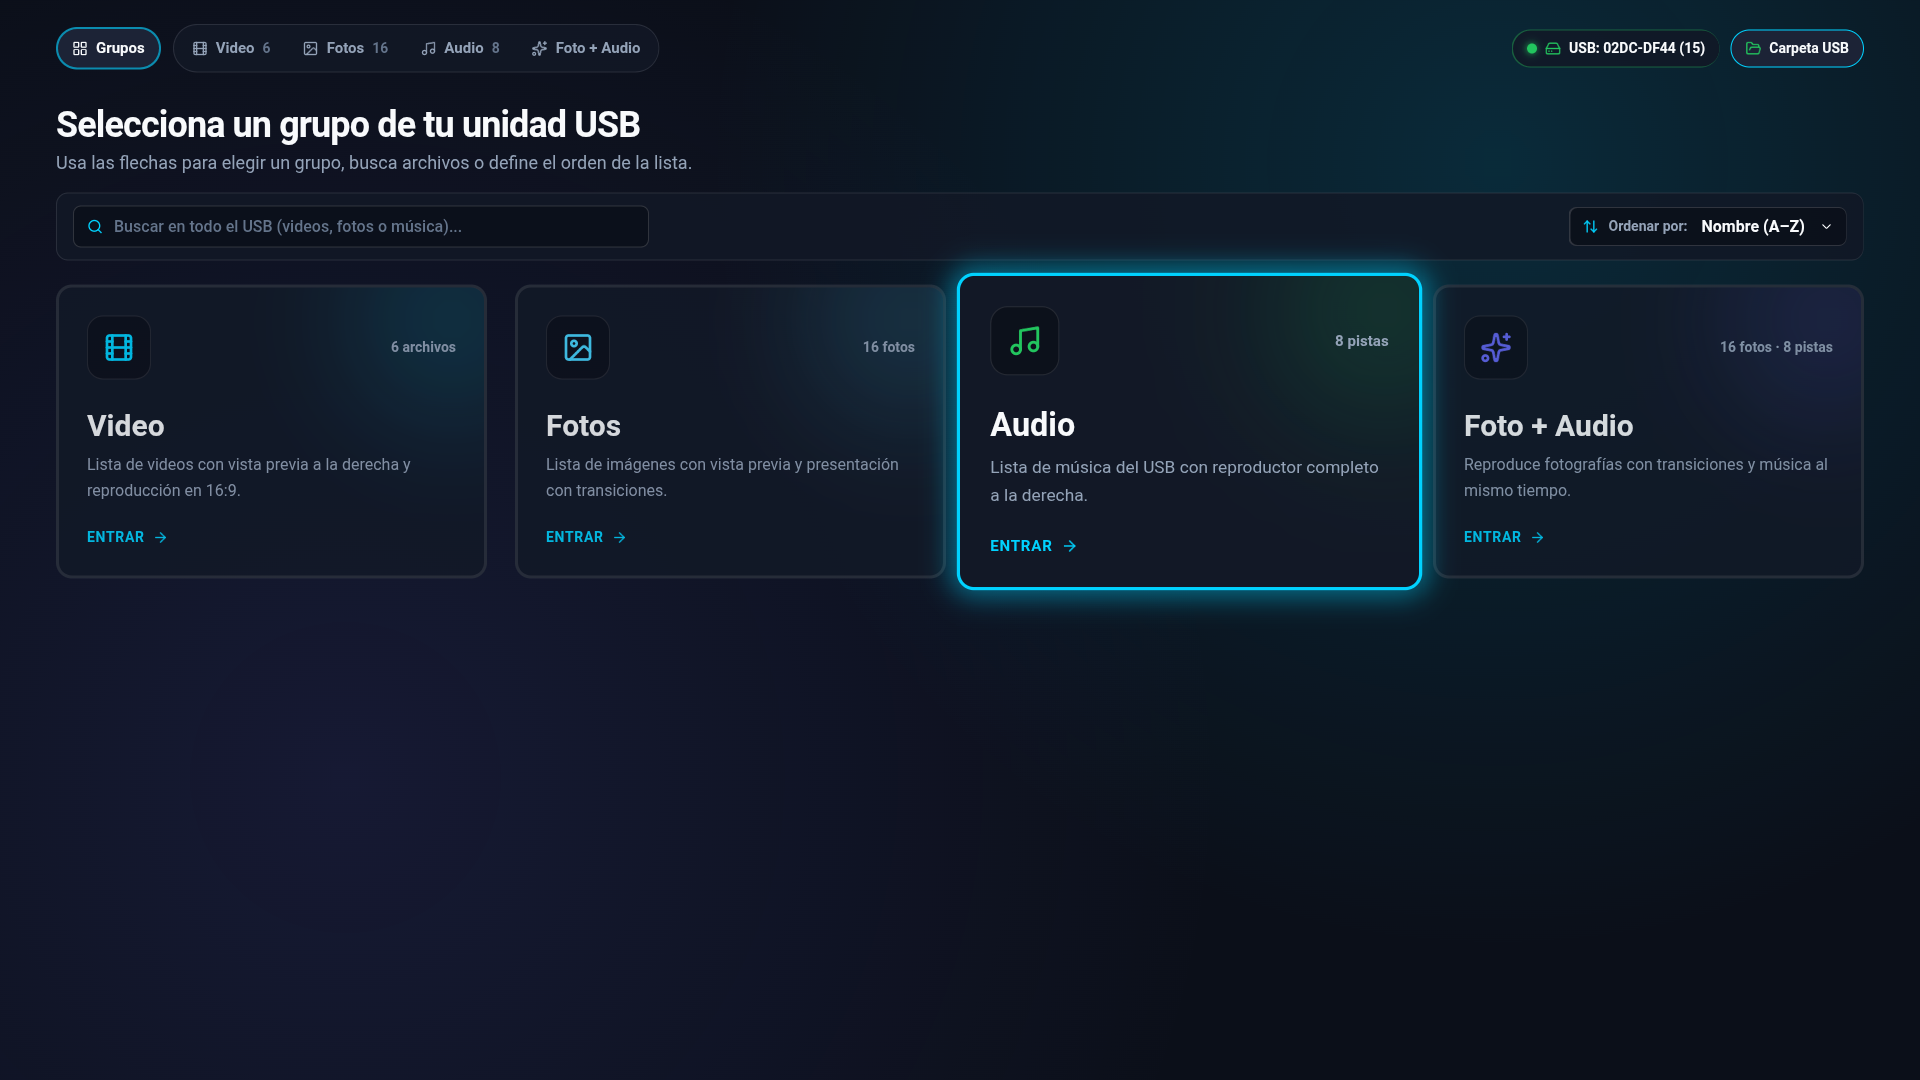 Grupos
Video 6
Fotos 16
Audio 8
Foto + Audio
USB: 02DC-DF44 (15)
Carpeta USB
Selecciona un grupo de tu unidad USB
Usa las flechas para elegir un grupo, busca archivos o define el orden de la lista.
Buscar en todo el USB (videos, fotos o música)...
Ordenar por: Nombre (A–Z)
6 archivos
Video
Lista de videos con vista previa a la derecha y
reproducción en 16:9.
ENTRAR
16 fotos
Fotos
Lista de imágenes con vista previa y presentación
con transiciones.
ENTRAR
8 pistas
Audio
Lista de música del USB con reproductor completo
a la derecha.
ENTRAR
16 fotos · 8 pistas
Foto + Audio
Reproduce fotografías con transiciones y música al
mismo tiempo.
ENTRAR